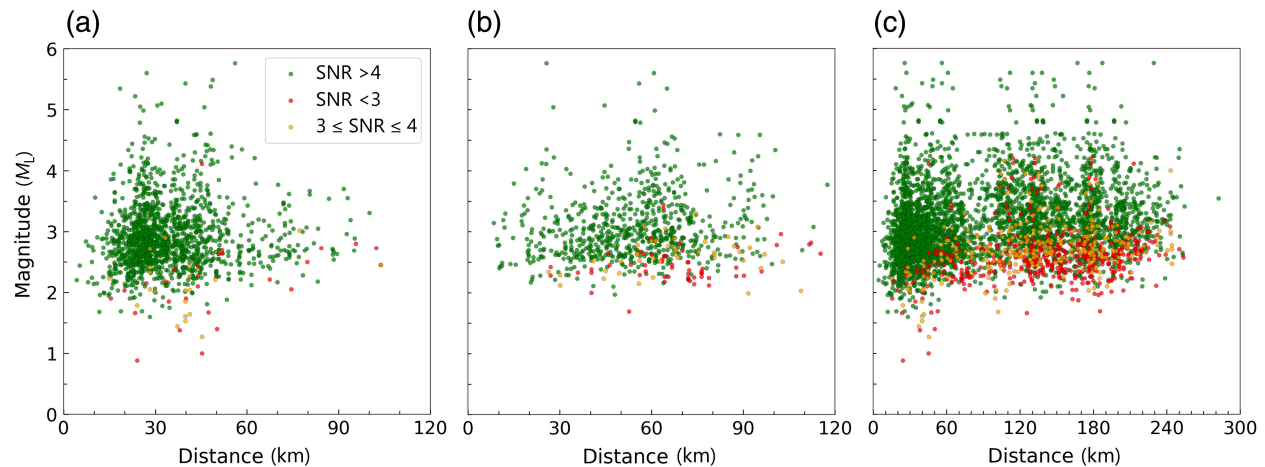 (a) (b) (c)
6
5
4
3
2
1
0
Magnitude (ML)
SNR >4
SNR <3
3 ≤ SNR ≤ 4
0 30 60 90 120 0 30 60 90 120 0 60 120 180 240 300
Distance (km) Distance (km) Distance (km)